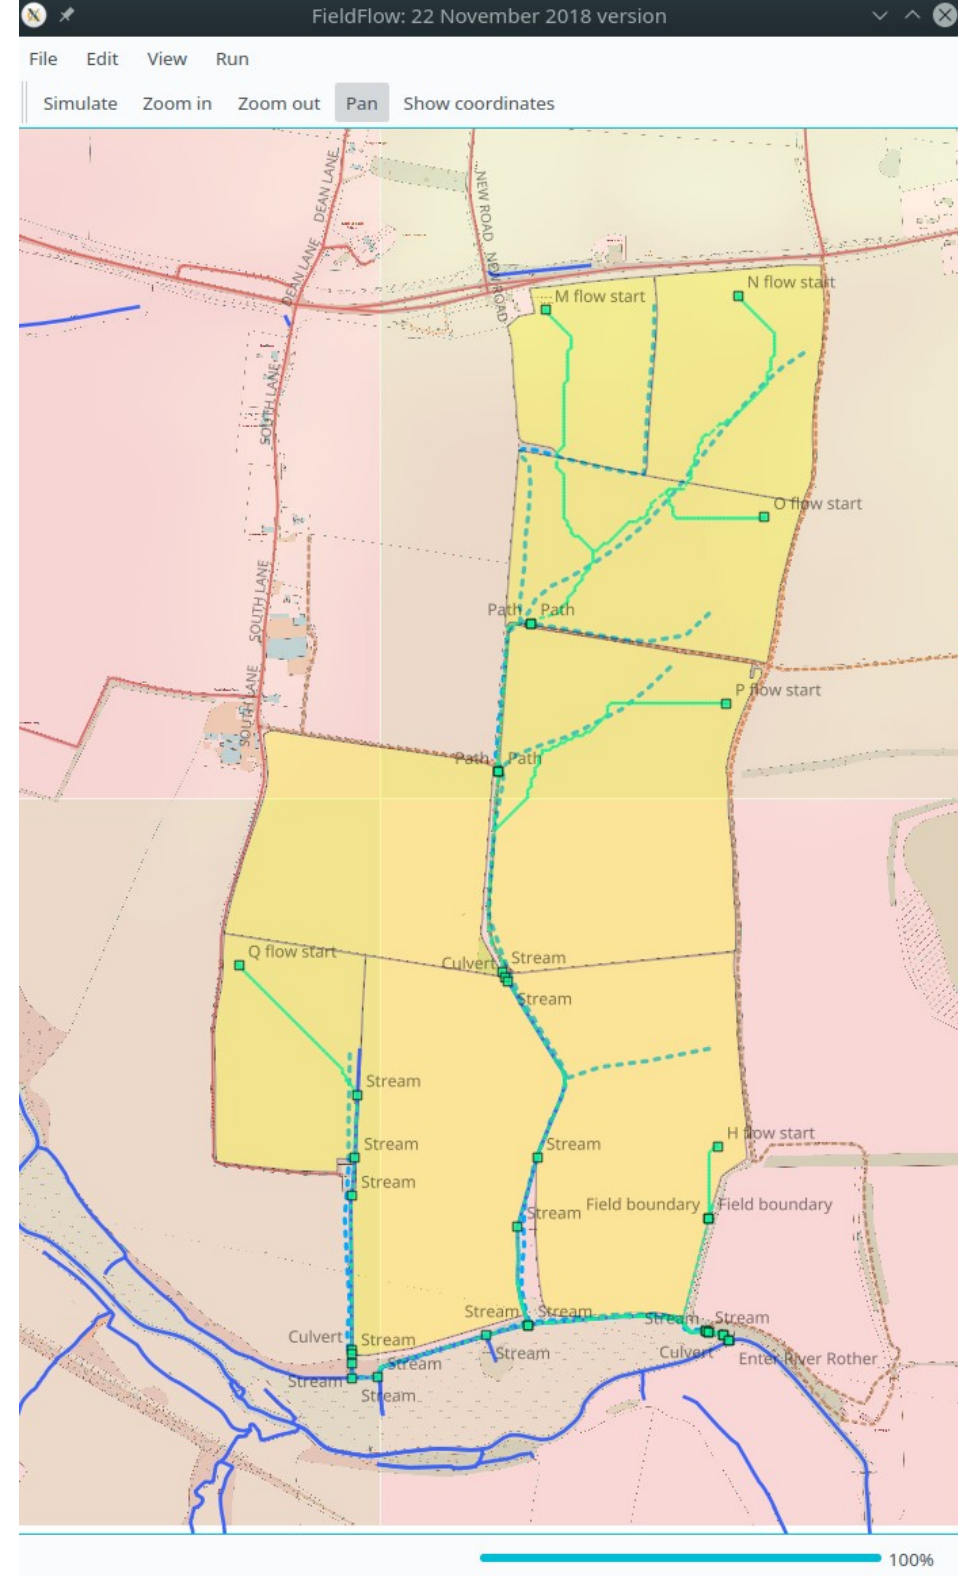 FieldFlow: 22 November 2018 version
File Edit View Run
Simulate Zoom in Zoom out Pan Show coordinates
DEAN LANE
NEW ROAD
DEAN LANE
NEW ROAD
M flow start
N flow start
SOUTH LANE
O flow start
SOUTH LANE
Path Path
SOUTH LANE
P flow start
Path Path
Q flow start
Culvert Stream
Stream
Stream
H flow start
Stream
Stream
Stream
Field boundary Field boundary
Stream
Stream Stream
Stream Stream
Culvert
Stream
Stream
Culvert
Enter River Rother
Stream
Stream
Stream
100%